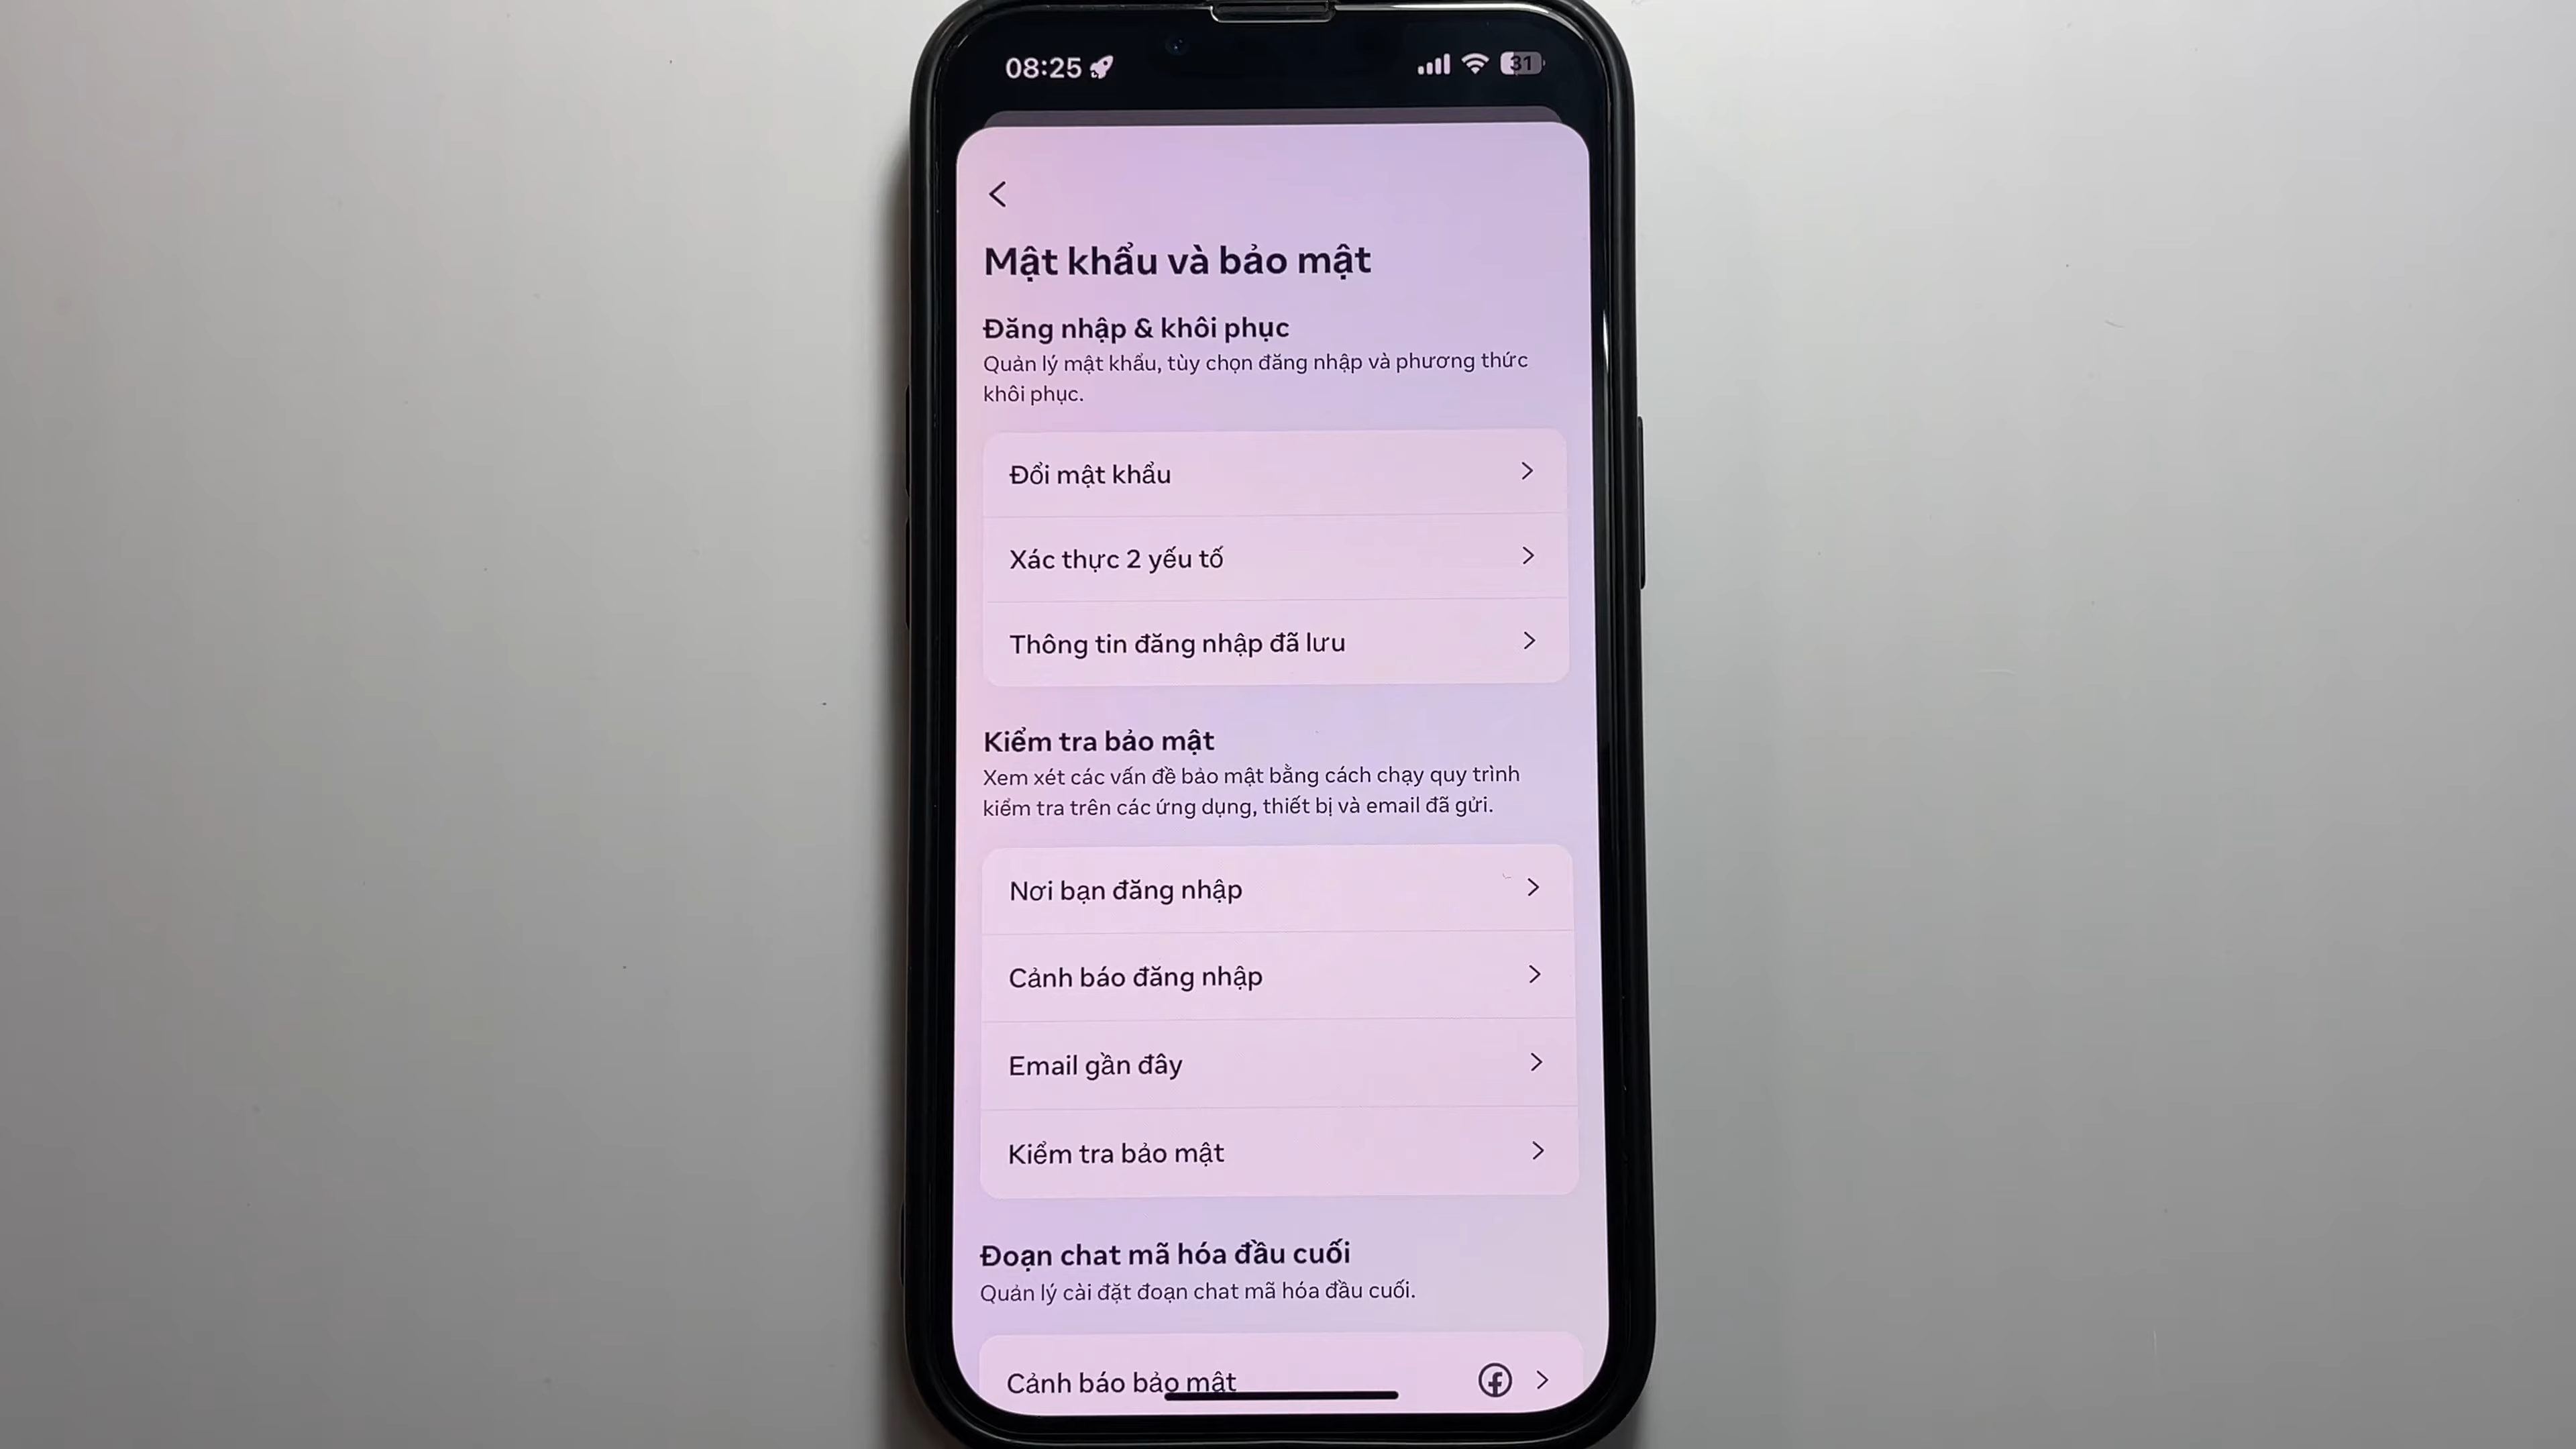 08:25
31
Mật khẩu và bảo mật
Đăng nhập & khôi phục
Quản lý mật khẩu, tùy chọn đăng nhập và phương thức
khôi phục.
Đổi mật khẩu
Xác thực 2 yếu tố
Thông tin đăng nhập đã lưu
Kiểm tra bảo mật
Xem xét các vấn đề bảo mật bằng cách chạy quy trình
kiểm tra trên các ứng dụng, thiết bị và email đã gửi.
Nơi bạn đăng nhập
Cảnh báo đăng nhập
Email gần đây
Kiểm tra bảo mật
Đoạn chat mã hóa đầu cuối
Quản lý cài đặt đoạn chat mã hóa đầu cuối.
Cảnh báo bảo mật